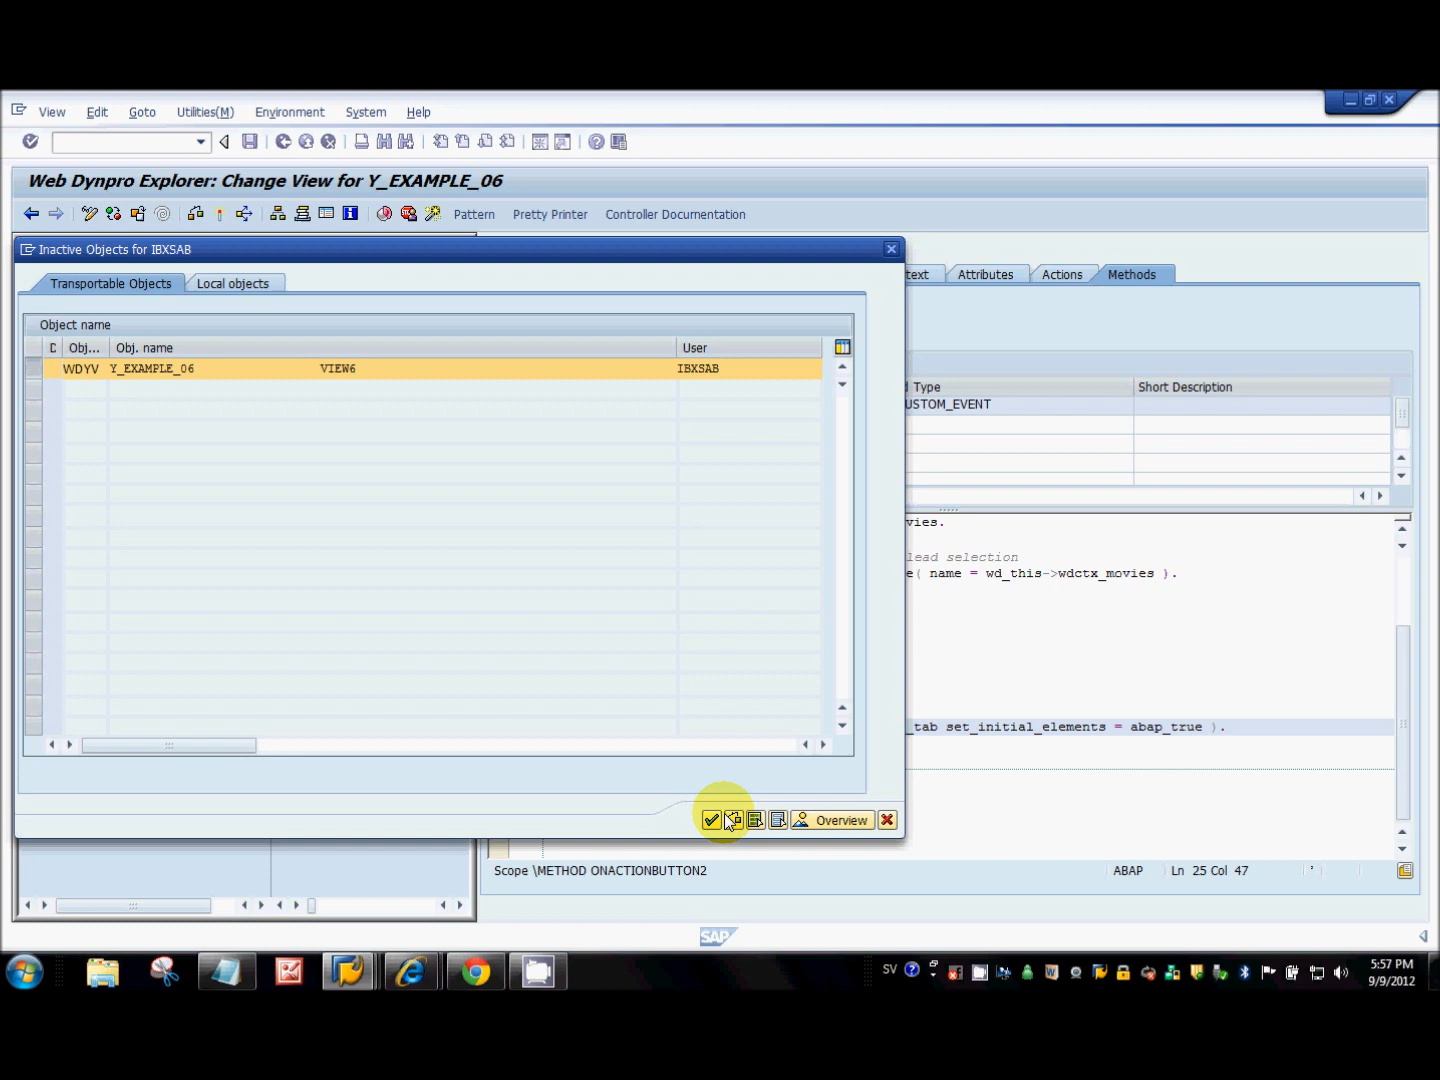 View Edit Goto Utilities(M) Environment System Help
Web Dynpro Explorer: Change View for Y_EXAMPLE_06
Pattern Pretty Printer Controller Documentation
Inactive Objects for IBXSAB
Transportable Objects Local objects
text Attributes Actions Methods
Object name
D Obj... Obj. name User
WDYV Y_EXAMPLE_06 VIEW6 IBXSAB
Type Short Description
USTOM_EVENT
vies.
lead selection
e( name = wd_this->wdctx_movies ).
_tab set_initial_elements = abap_true ).
Overview
Scope \METHOD ONACTIONBUTTON2 ABAP Ln 25 Col 47
SAP
SV
5:57 PM
9/9/2012